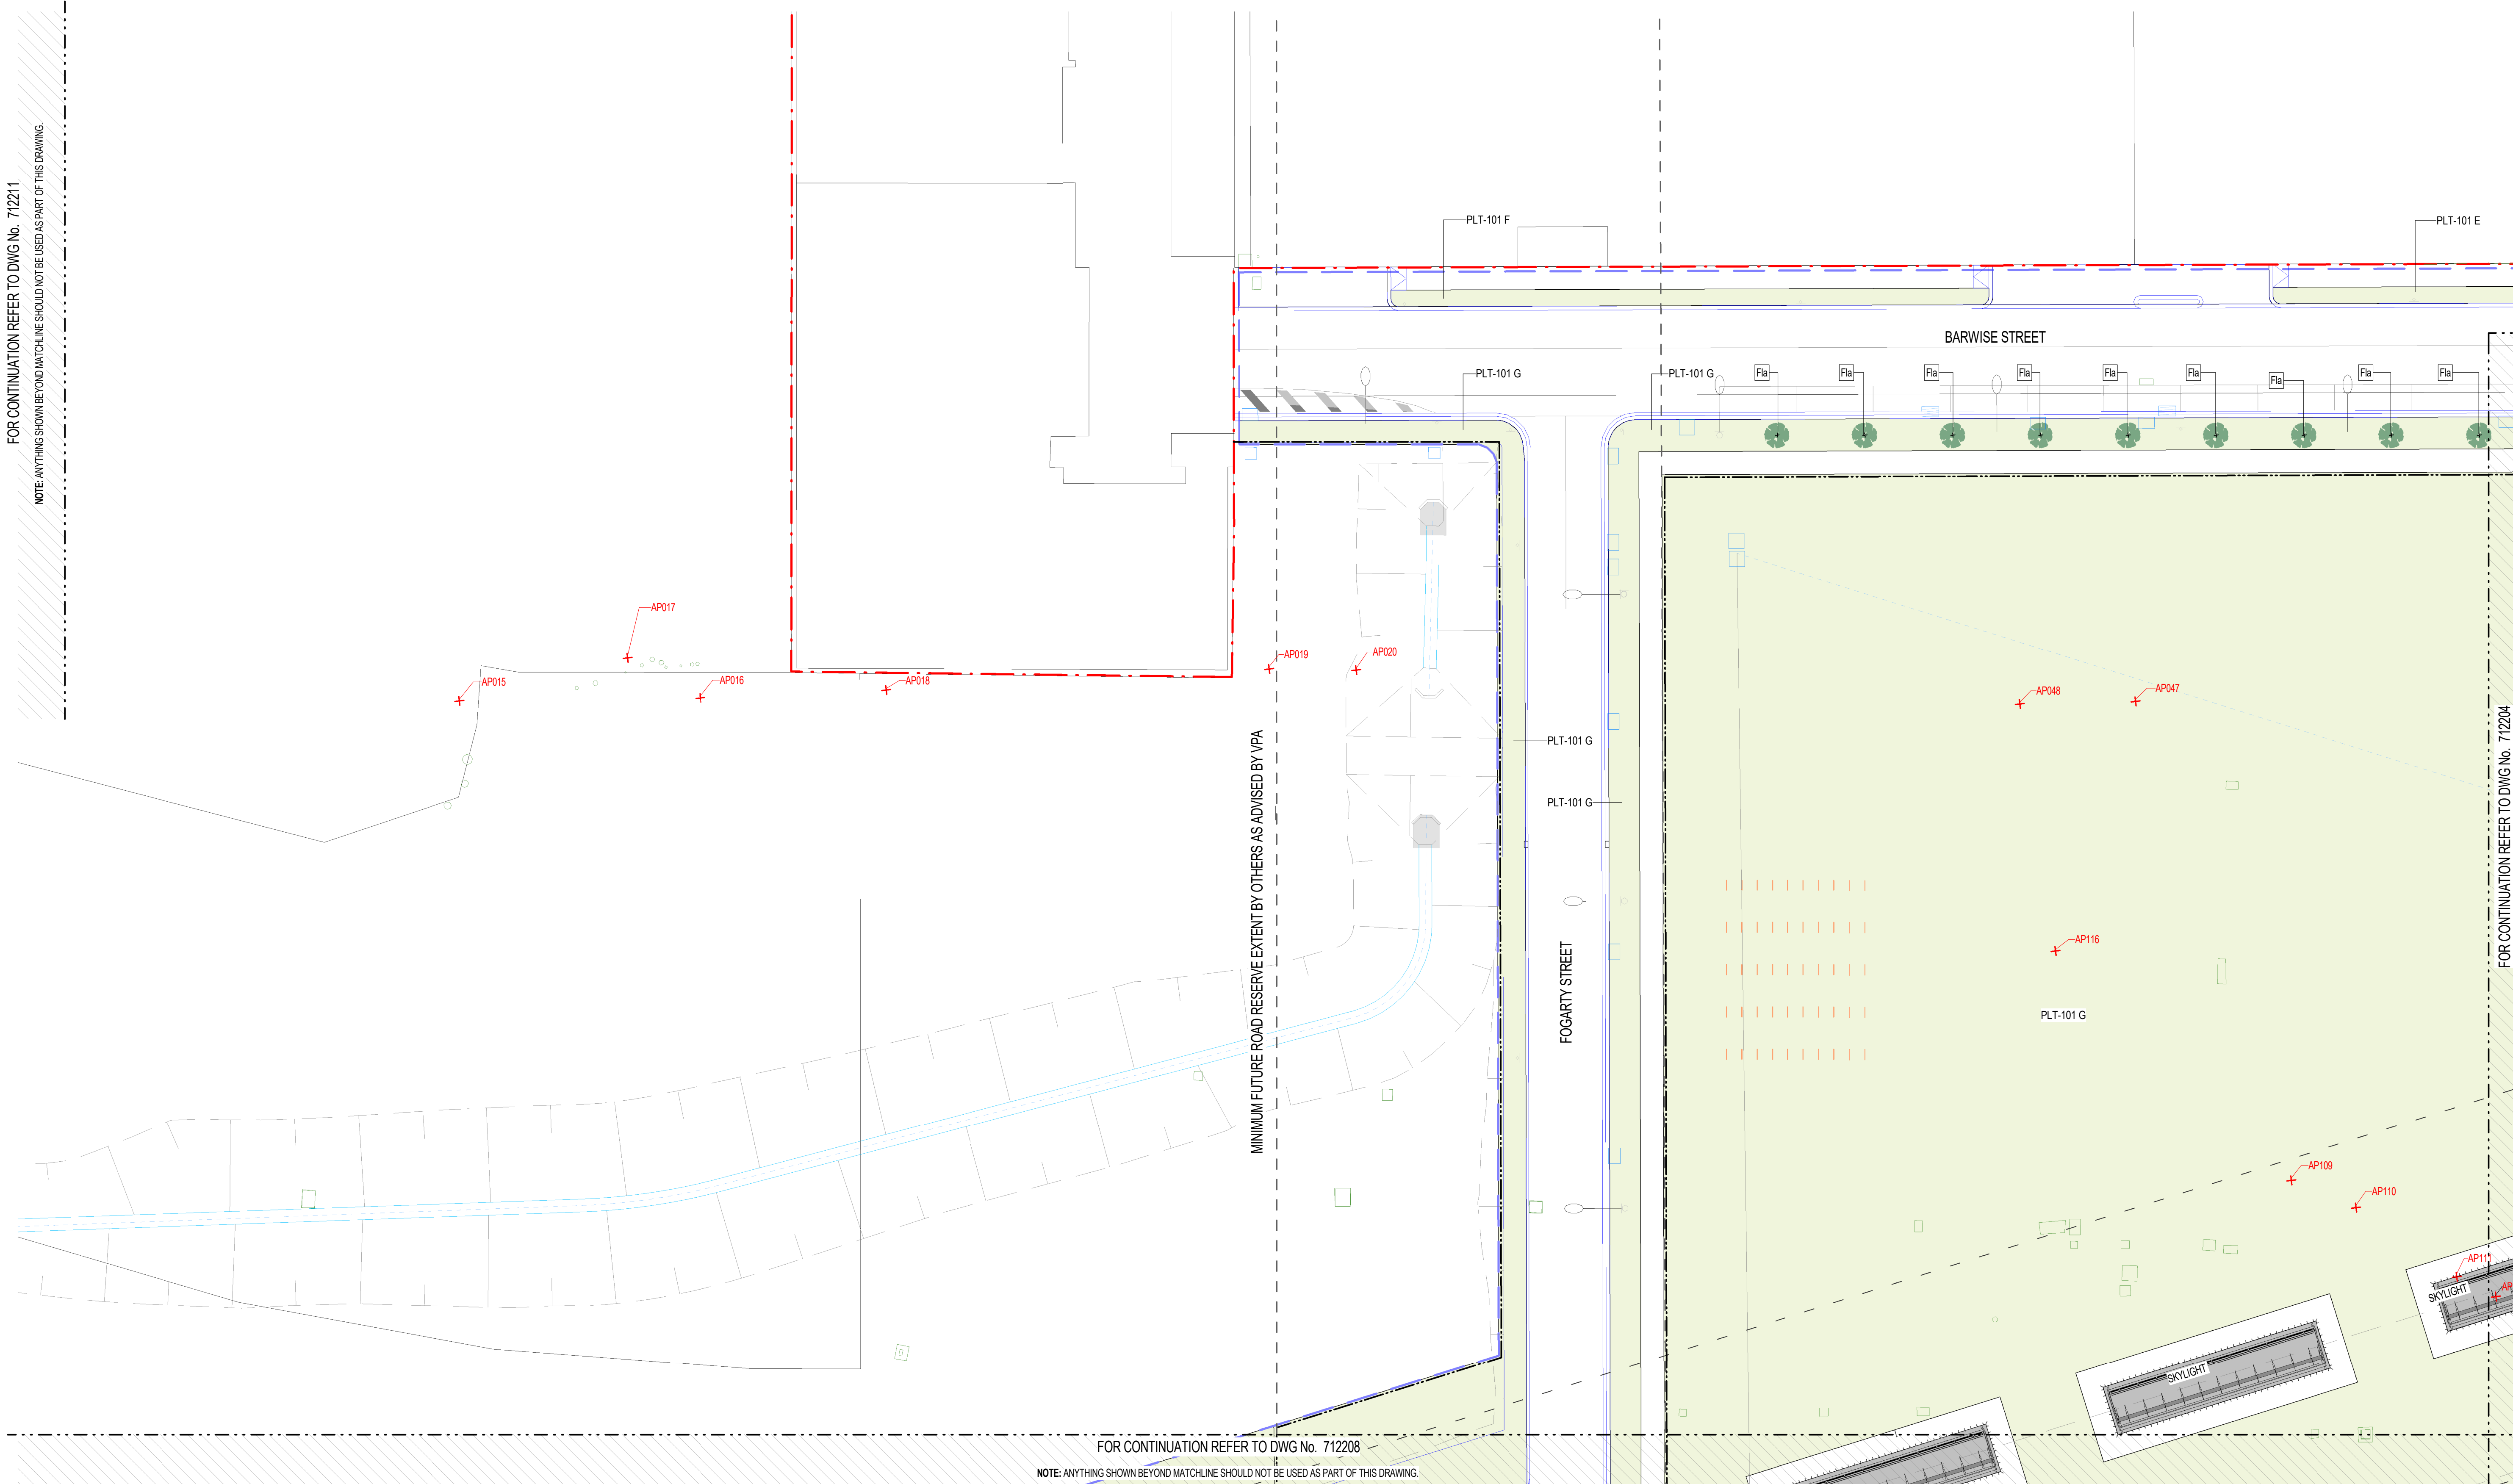 FOR CONTINUATION REFER TO DWG No. 712211
NOTE: ANYTHING SHOWN BEYOND MATCHLINE SHOULD NOT BE USED AS PART OF THIS DRAWING.
PLT-101 F
PLT-101 E
BARWISE STREET
PLT-101 G
PLT-101 G
Fla
Fla
Fla
Fla
Fla
Fla
Fla
Fla
Fla
AP017
AP015
AP016
AP018
AP019
AP020
AP048
AP047
PLT-101 G
PLT-101 G
MINIMUM FUTURE ROAD RESERVE EXTENT BY OTHERS AS ADVISED BY VPA
FOGARTY STREET
AP116
PLT-101 G
FOR CONTINUATION REFER TO DWG No. 712204
AP109
AP110
AP111
SKYLIGHT
SKYLIGHT
FOR CONTINUATION REFER TO DWG No. 712208
NOTE: ANYTHING SHOWN BEYOND MATCHLINE SHOULD NOT BE USED AS PART OF THIS DRAWING.